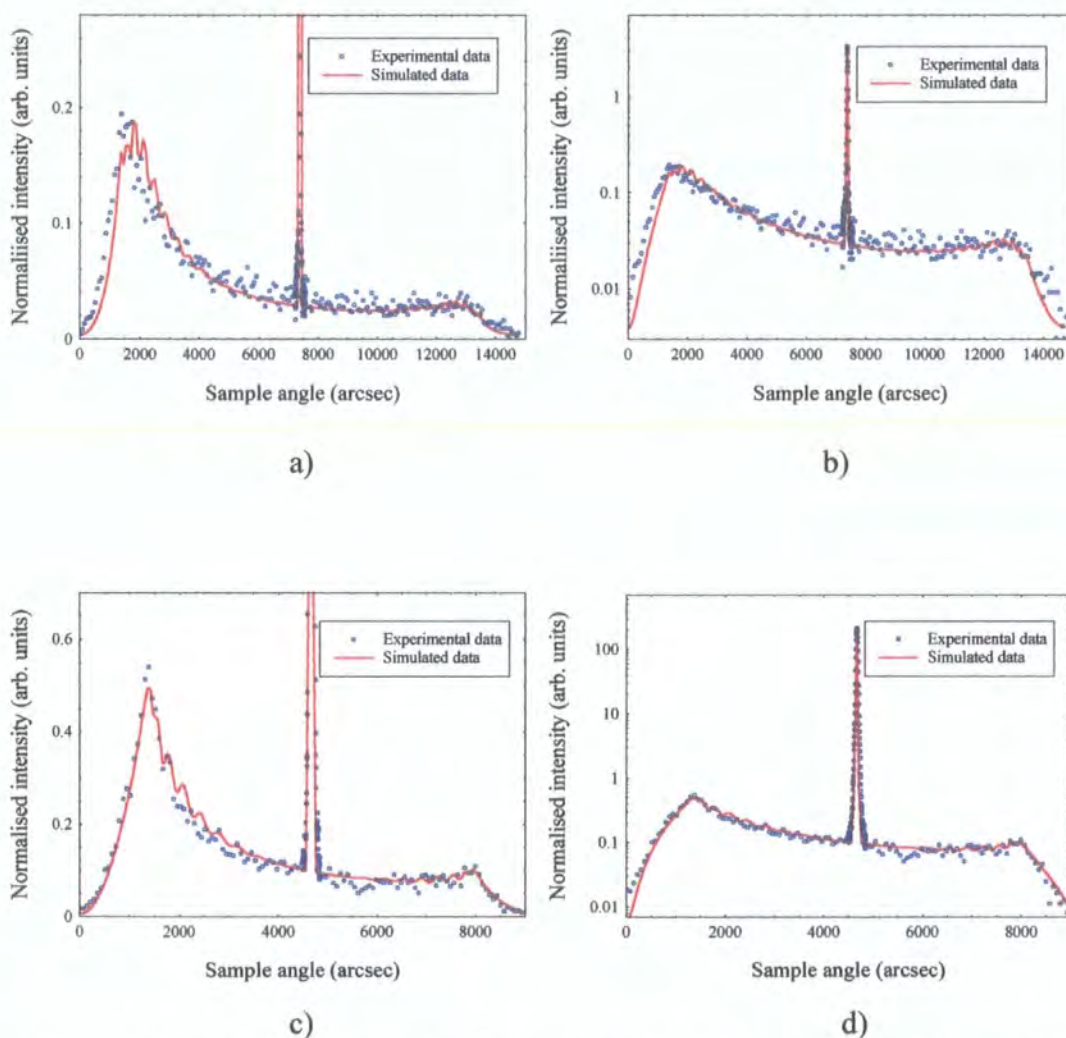 Experimental data
Simulated data
Normaliised intensity (arb. units)
0.2
0.1
0
0 2000 4000 6000 8000 10000 12000 14000
Sample angle (arcsec)
a)
Experimental data
Simulated data
Normalised intensity (arb. units)
1
0.1
0.01
0 2000 4000 6000 8000 10000 12000 1400
Sample angle (arcsec)
b)
Experimental data
Simulated data
Normalised intensity (arb. units)
0.6
0.4
0.2
0
0 2000 4000 6000 8000
Sample angle (arcsec)
c)
Experimental data
Simulated data
Normalised intensity (arb. units)
100
10
1
0.1
0.01
0 2000 4000 6000 8000
Sample angle (arcsec)
d)